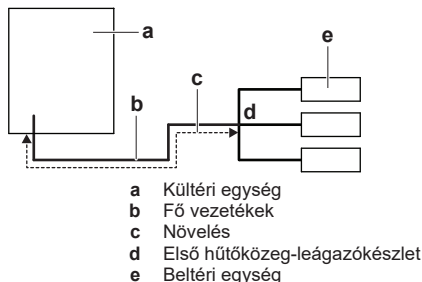 a
e
c
b
d
a Kültéri egység
b Fő vezetékek
c Növelés
d Első hűtőközeg-leágazókészlet
e Beltéri egység